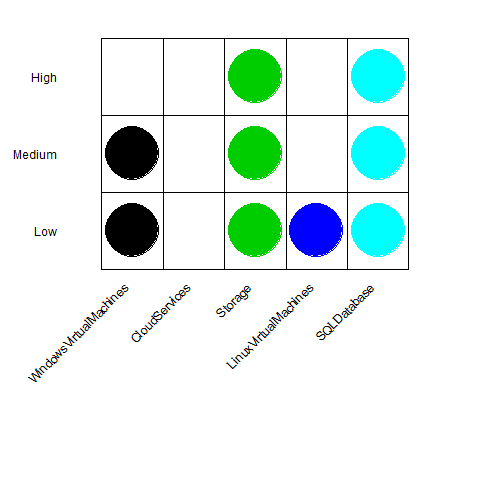 High
Medium
Low
WindowsVirtualMachines
CloudServices
Storage
LinuxVirtualMachines
SQLDatabase